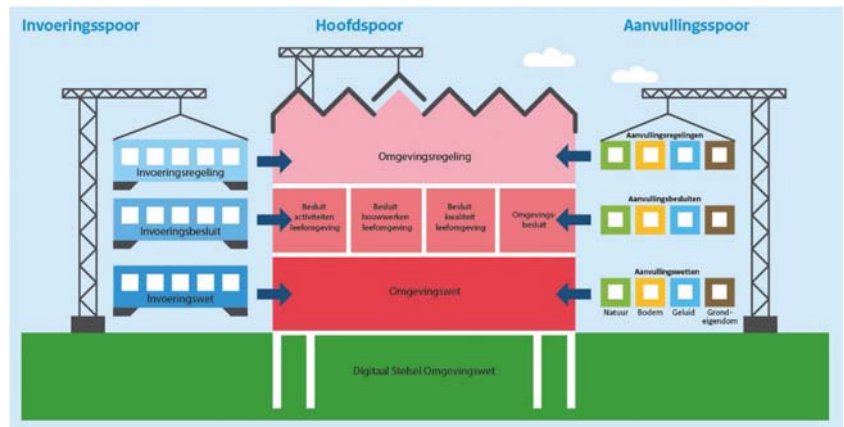 Invoeringsspoor
Hoofdspoor
Aanvullingsspoor
Invoeringsregeling
Invoeringsbesluit
Invoeringswet
Omgevingsregeling
Besluit
activiteiten
leefomgeving
Besluit
bouwwerken
leefomgeving
Besluit
kwaliteit
leefomgeving
Omgevings-
besluit
Omgevingswet
Digitaal Stelsel Omgevingswet
Aanvullingsregelingen
Aanvullingsbesluiten
Aanvullingswetten
Natuur
Bodem
Geluid
Grond-
eigendom